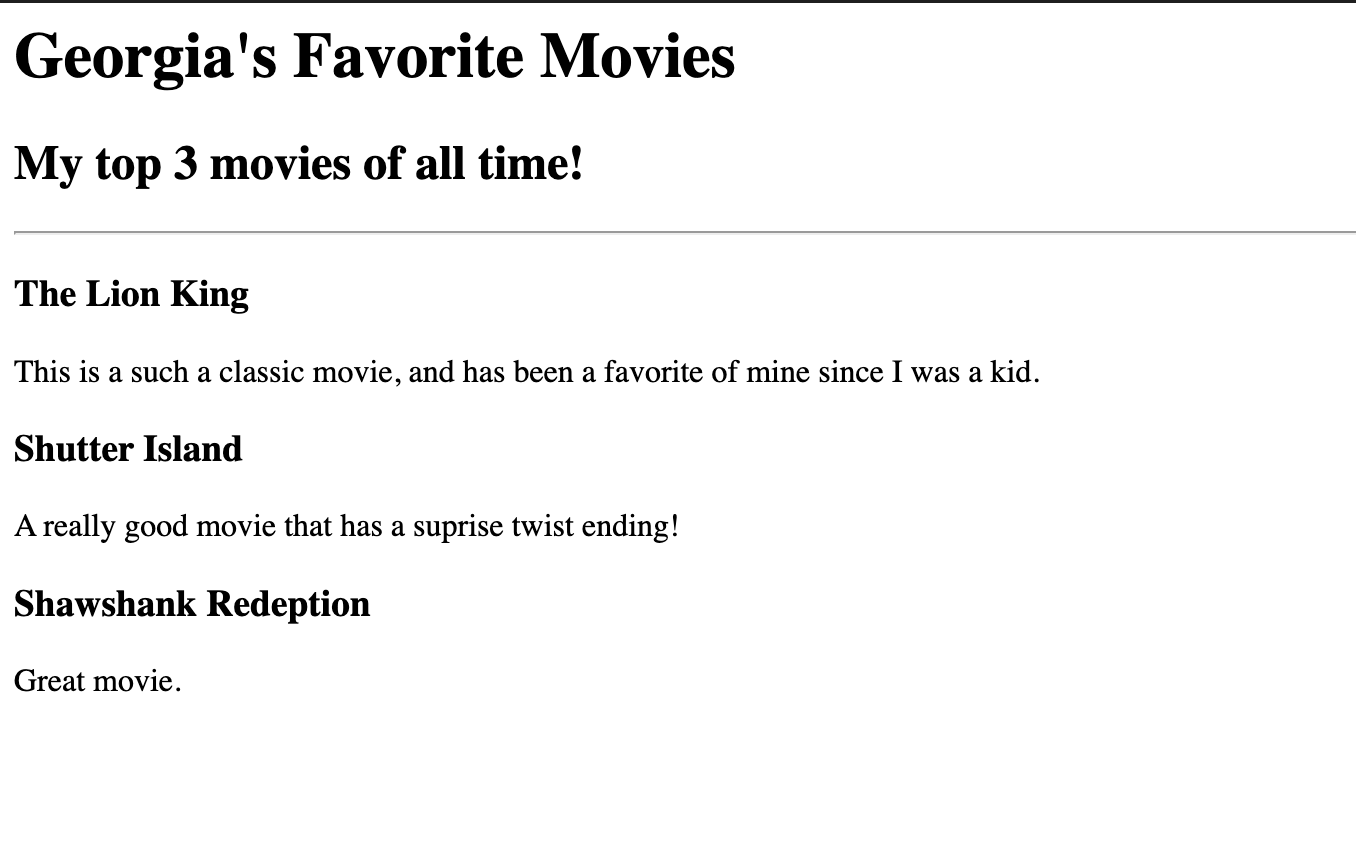 Georgia's Favorite Movies
My top 3 movies of all time!
The Lion King
This is a such a classic movie, and has been a favorite of mine since I was a kid.
Shutter Island
A really good movie that has a suprise twist ending!
Shawshank Redeption
Great movie.